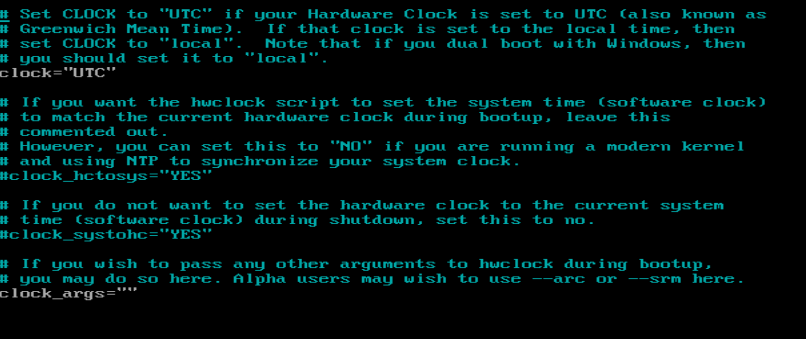 # Set CLOCK to "UTC" if your Hardware Clock is set to UTC (also known as
# Greenwich Mean Time).  If that clock is set to the local time, then
# set CLOCK to "local".  Note that if you dual boot with Windows, then
# you should set it to "local".
clock="UTC"

# If you want the hwclock script to set the system time (software clock)
# to match the current hardware clock during bootup, leave this
# commented out.
# However, you can set this to "NO" if you are running a modern kernel
# and using NTP to synchronize your system clock.
#clock_hctosys="YES"

# If you do not want to set the hardware clock to the current system
# time (software clock) during shutdown, set this to no.
#clock_systohc="YES"

# If you wish to pass any other arguments to hwclock during bootup,
# you may do so here. Alpha users may wish to use --arc or --srm here.
clock_args=""